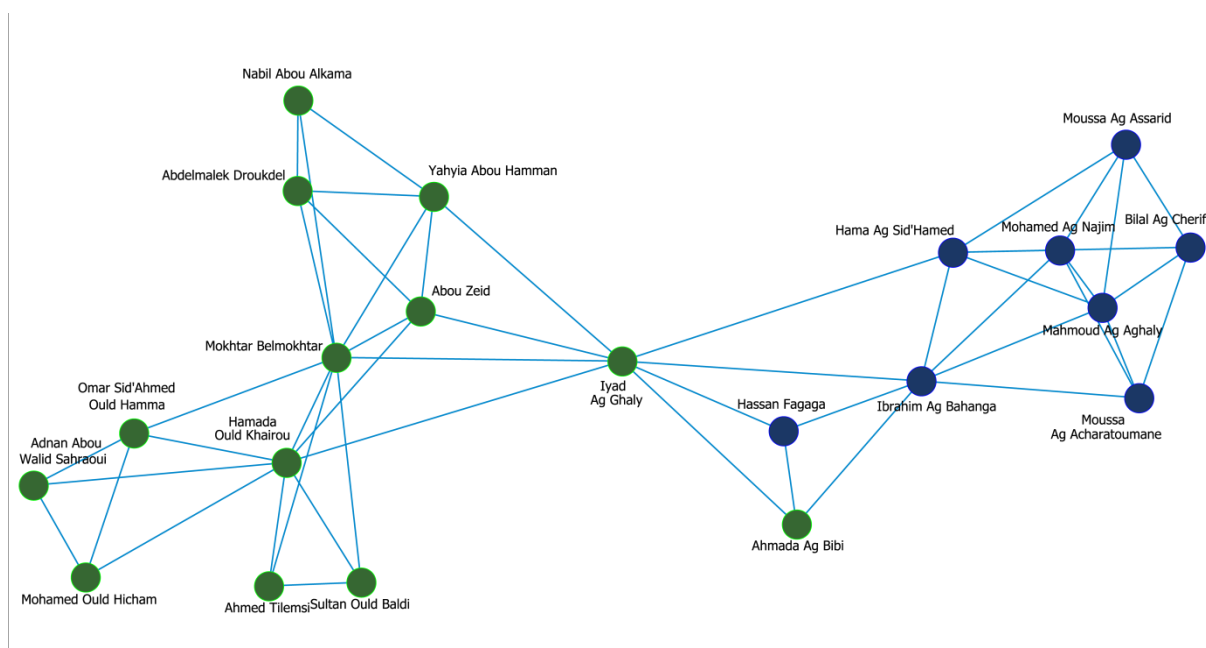 Nabil Abou Alkama
Moussa Ag Assarid
Abdelmalek Droukdel
Yahyia Abou Hamman
Bilal Ag Cherif
Hama Ag Sid'Hamed
Mohamed Ag Najim
Abou Zeid
Mahmoud Ag Aghaly
Mokhtar Belmokhtar
Omar Sid'Ahmed
Ould Hamma
Iyad
Ag Ghaly
Hassan Fagaga
Ibrahim Ag Bahanga
Moussa
Ag Acharatoumane
Hamada
Ould Khairou
Adnan Abou
Walid Sahraoui
Ahmada Ag Bibi
Mohamed Ould Hicham
Ahmed Tilemsi
Sultan Ould Baldi